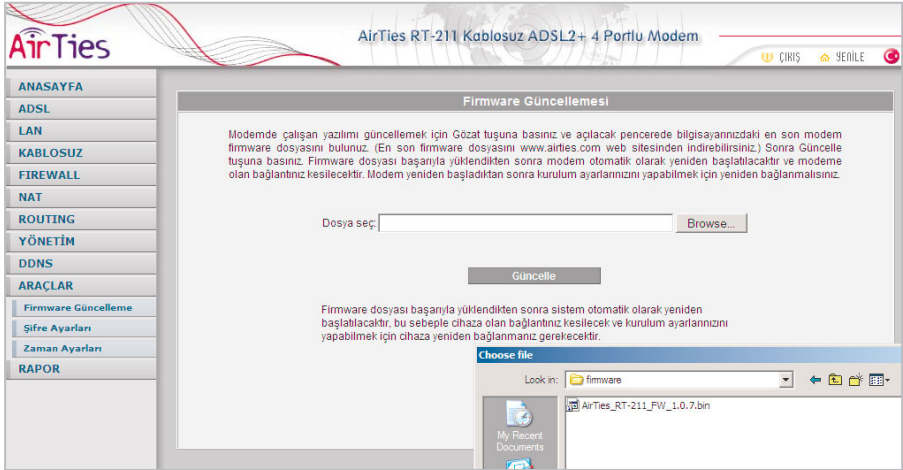 AirTies
AirTies RT-211 Kablosuz ADSL2+ 4 Portlu Modem
ÇIKIŞ
YENİLE
ANASAYFA
ADSL
LAN
KABLOSUZ
FIREWALL
NAT
ROUTING
YÖNETİM
DDNS
ARAÇLAR
Firmware Güncelleme
Şifre Ayarları
Zaman Ayarları
RAPOR
Firmware Güncellemesi
Modemde çalışan yazılımı güncellemek için Gözat tuşuna basınız ve açılacak pencerede bilgisayarınızdaki en son modem
firmware dosyasını bulunuz. (En son firmware dosyasını www.airties.com web sitesinden indirebilirsiniz.) Sonra Güncelle
tuşuna basınız. Firmware dosyası başarıyla yüklendikten sonra modem otomatik olarak yeniden başlatılacaktır ve modeme
olan bağlantınız kesilecektir. Modem yeniden başladıktan sonra kurulum ayarlarınızını yapabilmek için yeniden bağlanmalısınız.
Dosya seç:
Browse...
Güncelle
Firmware dosyası başarıyla yüklendikten sonra sistem otomatik olarak yeniden
başlatılacaktır, bu sebeple cihaza olan bağlantınız kesilecek ve kurulum ayarlarınızını
yapabilmek için cihaza yeniden bağlanmanız gerekecektir.
Choose file
Look in:
firmware
AirTies_RT-211_FW_1.0.7.bin
My Recent
Documents